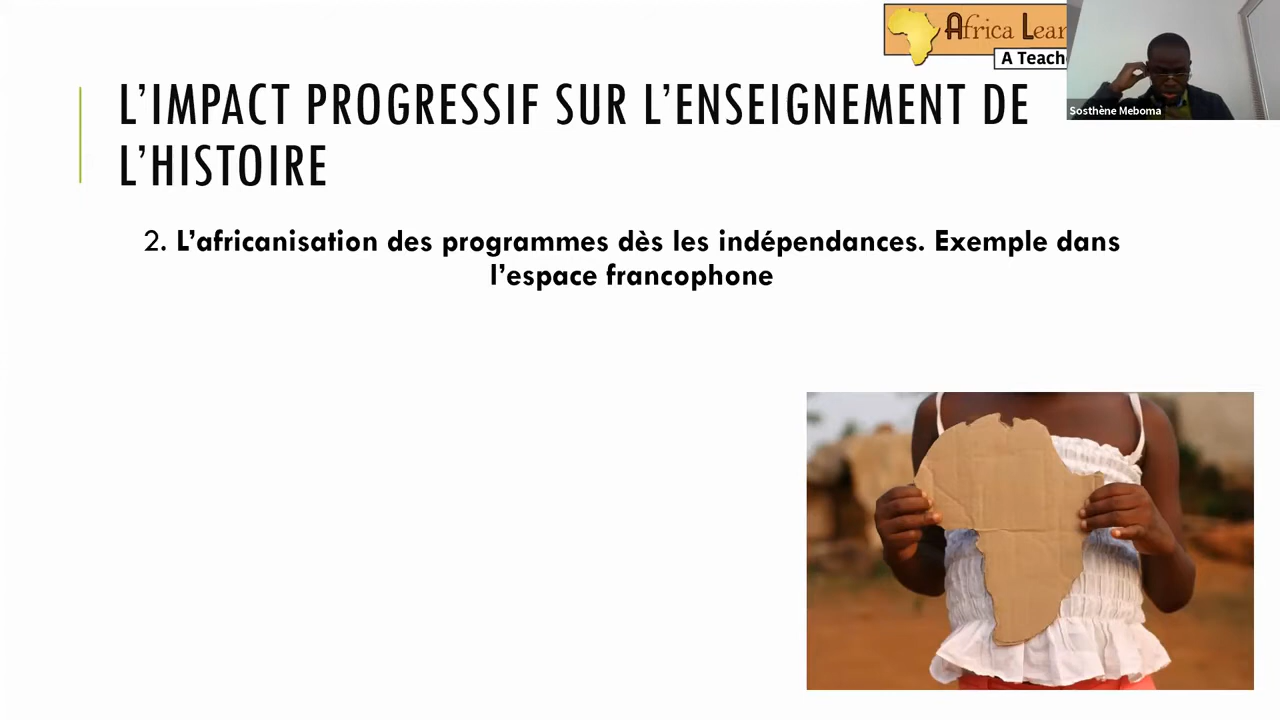 Africa Lear
A Teach
Sosthène Meboma
L'IMPACT PROGRESSIF SUR L'ENSEIGNEMENT DE
L'HISTOIRE
2. L'africanisation des programmes dès les indépendances. Exemple dans
l'espace francophone